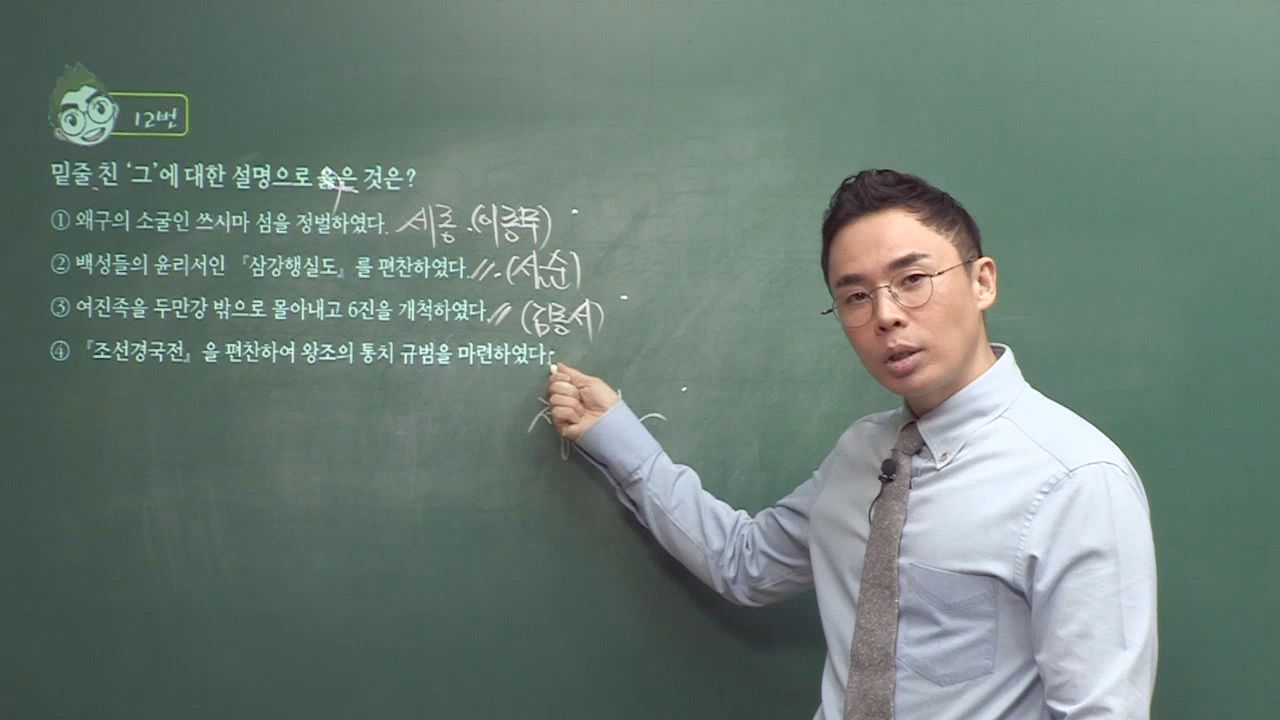 12번
밑줄 친 '그'에 대한 설명으로 옳은 것은?
① 왜구의 소굴인 쓰시마 섬을 정벌하였다. 세종 (이종무)
② 백성들의 윤리서인 『삼강행실도』를 편찬하였다. 〃 (설순)
③ 여진족을 두만강 밖으로 몰아내고 6진을 개척하였다. 〃 (김종서)
④ 『조선경국전』을 편찬하여 왕조의 통치 규범을 마련하였다.